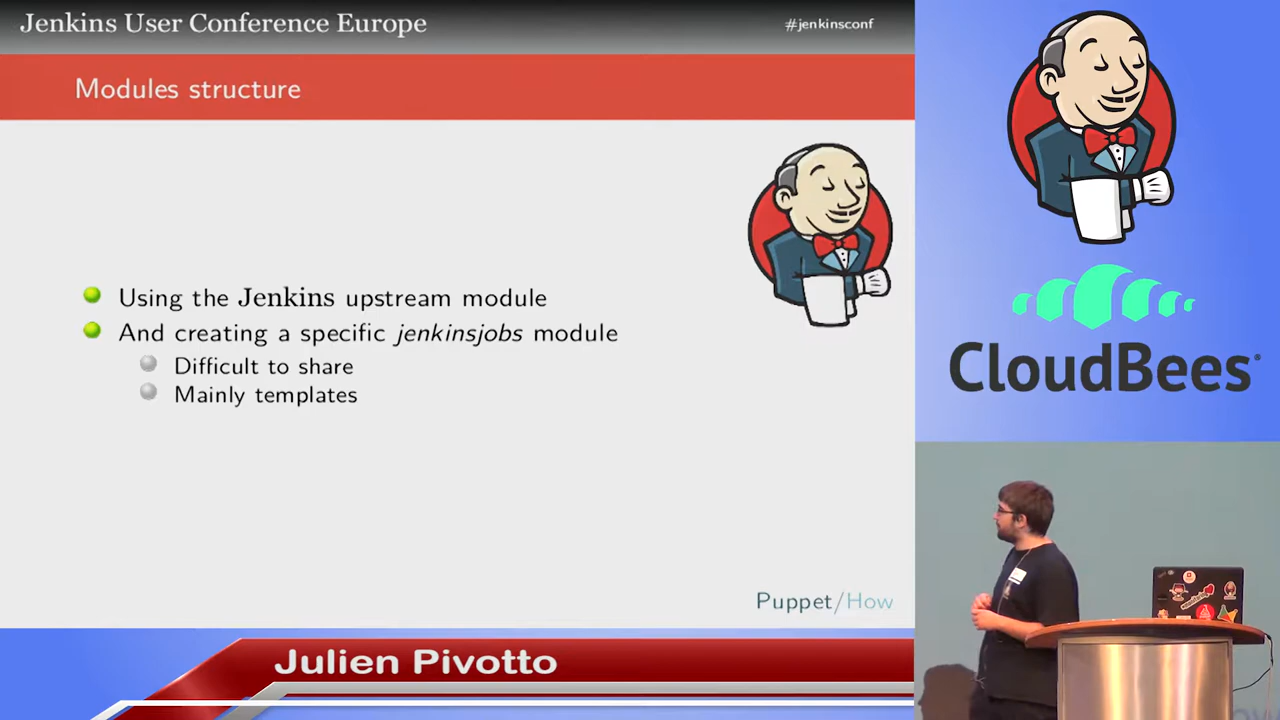 Jenkins User Conference Europe
#jenkinsconf
Modules structure
Using the Jenkins upstream module
And creating a specific jenkinsjobs module
Difficult to share
Mainly templates
Puppet/How
CloudBees
Julien Pivotto